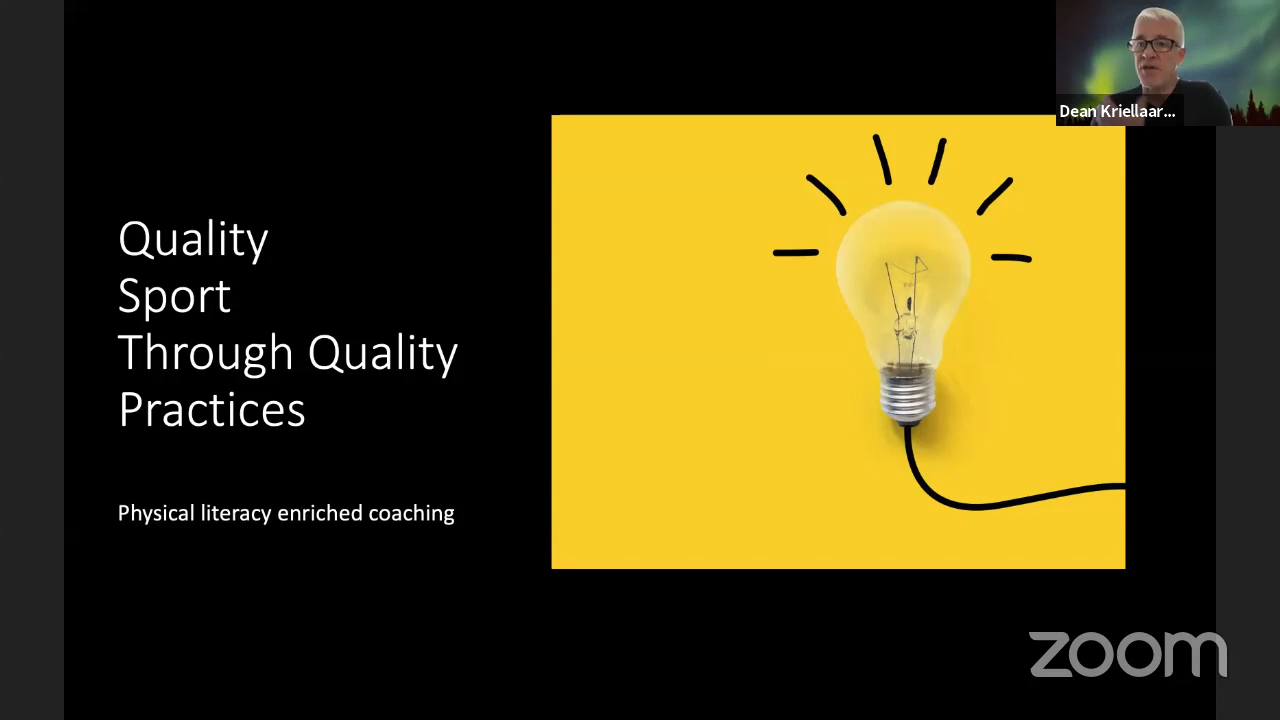 Dean Kriellaar...
Quality
Sport
Through Quality
Practices
Physical literacy enriched coaching
zoom